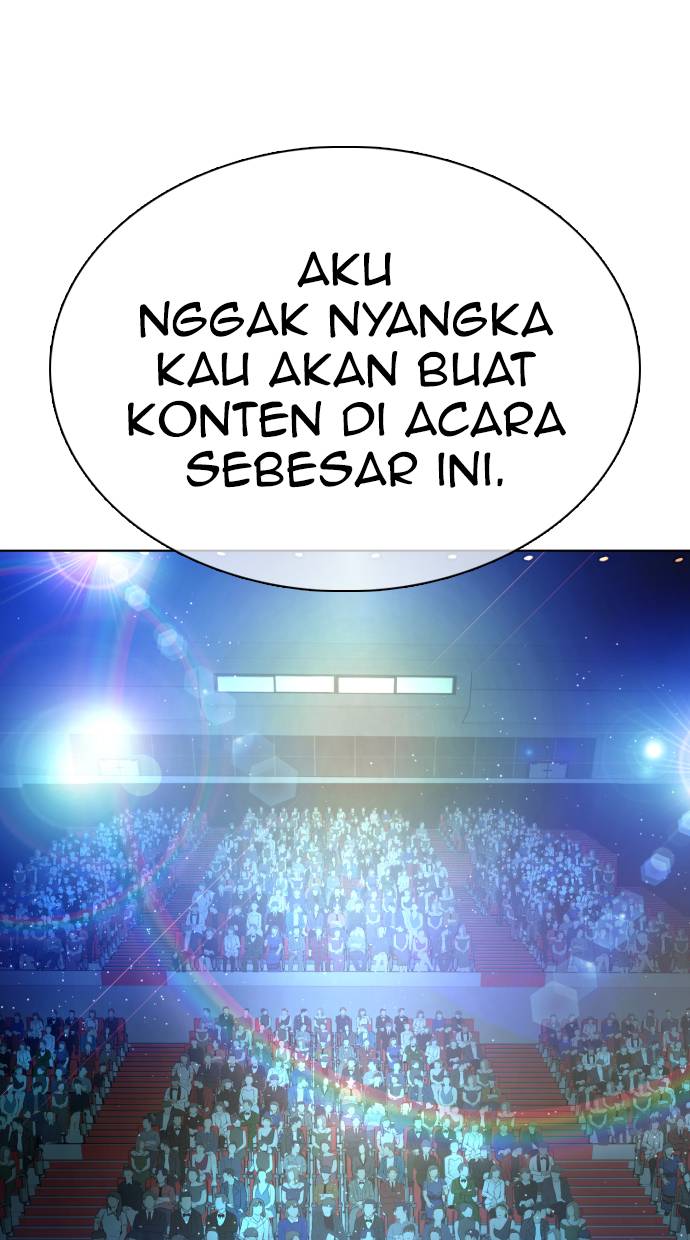 AKU
NGGAK NYANGKA
KAU AKAN BUAT
KONTEN DI ACARA
SEBESAR INI.